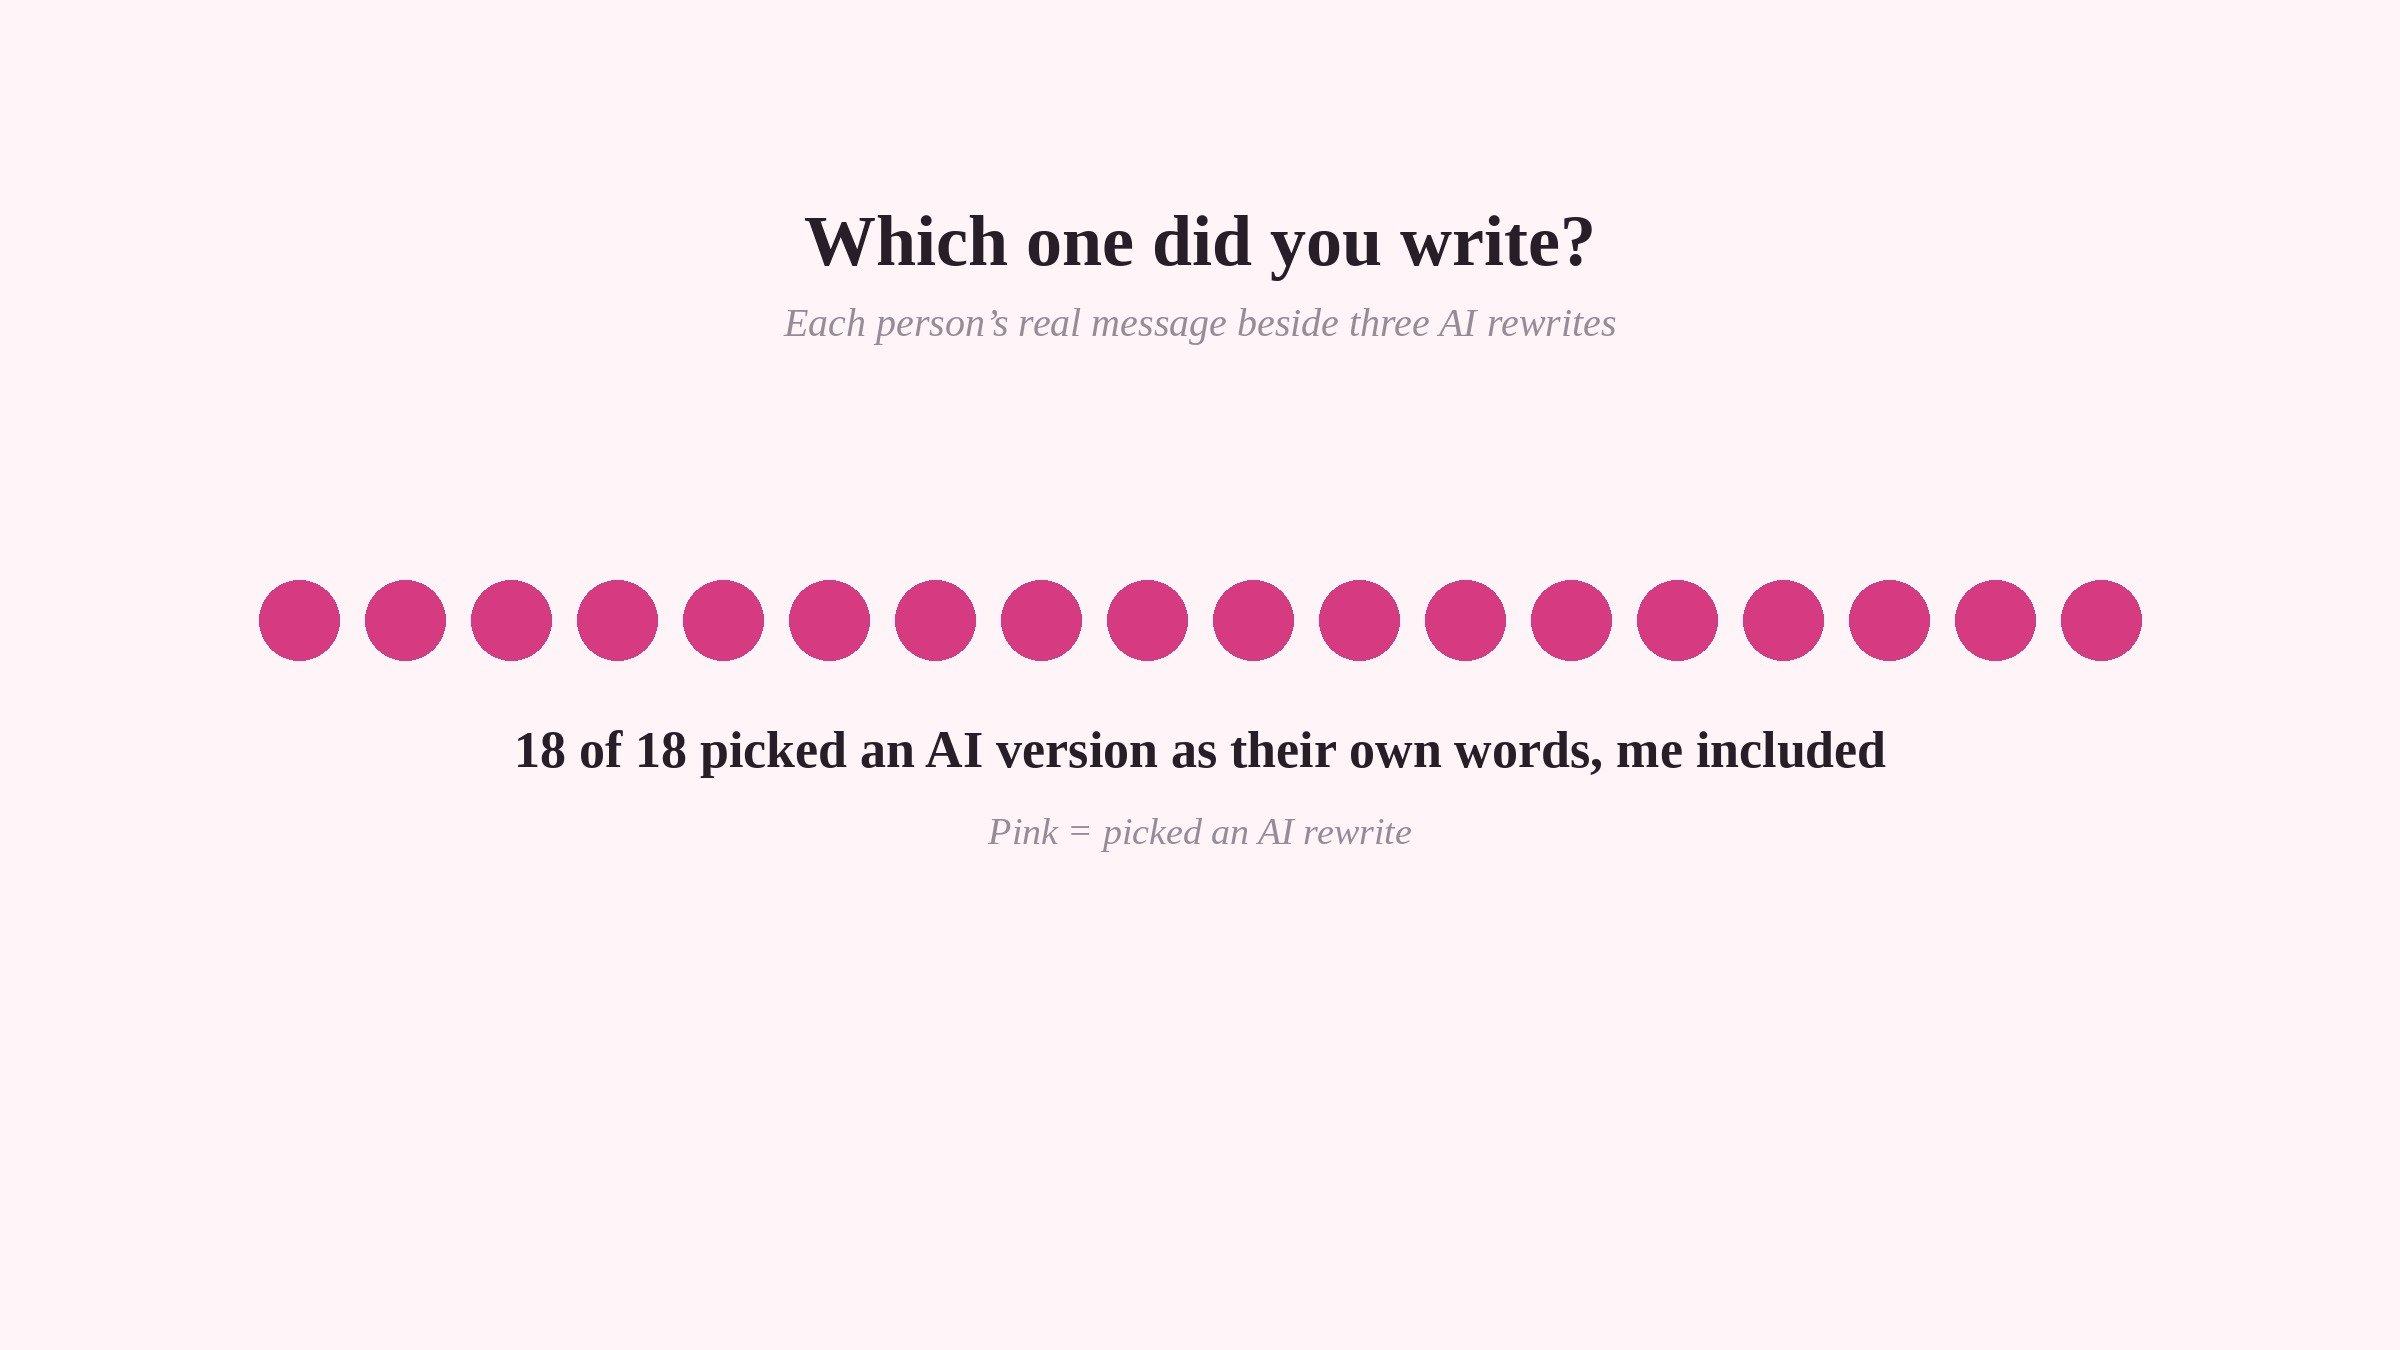 Which one did you write?
Each person’s real message beside three AI rewrites
18 of 18 picked an AI version as their own words, me included
Pink = picked an AI rewrite